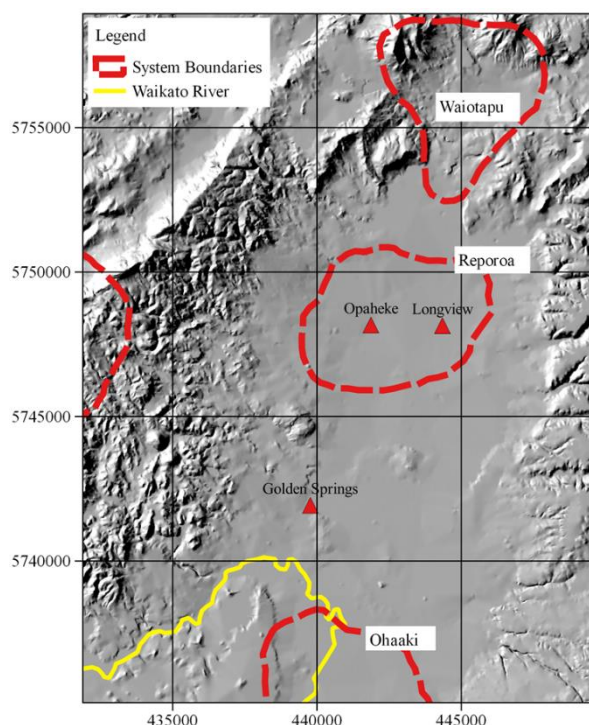 Legend
System Boundaries
Waikato River
Waiotapu
5755000
Reporoa
5750000
Opaheke Longview
5745000
Golden Springs
5740000
Ohaaki
435000 440000 445000